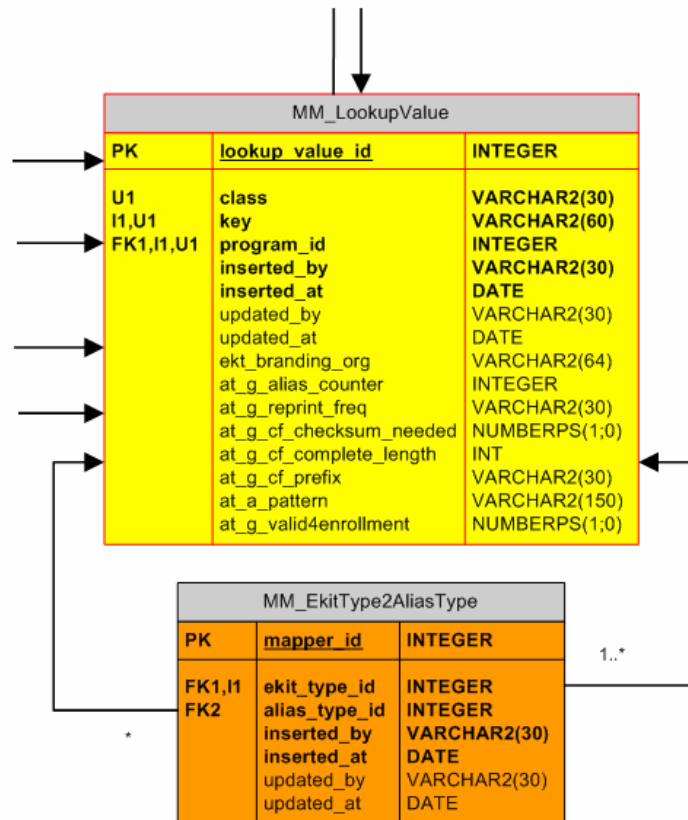 MM_LookupValue
PK lookup_value_id INTEGER
U1 class VARCHAR2(30)
I1,U1 key VARCHAR2(60)
FK1,I1,U1 program_id INTEGER
inserted_by VARCHAR2(30)
inserted_at DATE
updated_by VARCHAR2(30)
updated_at DATE
ekt_branding_org VARCHAR2(64)
at_g_alias_counter INTEGER
at_g_reprint_freq VARCHAR2(30)
at_g_cf_checksum_needed NUMBERPS(1;0)
at_g_cf_complete_length INT
at_g_cf_prefix VARCHAR2(30)
at_a_pattern VARCHAR2(150)
at_g_valid4enrollment NUMBERPS(1;0)
MM_EkitType2AliasType
PK mapper_id INTEGER
1..*
FK1,I1 ekit_type_id INTEGER
FK2 alias_type_id INTEGER
* inserted_by VARCHAR2(30)
inserted_at DATE
updated_by VARCHAR2(30)
updated_at DATE